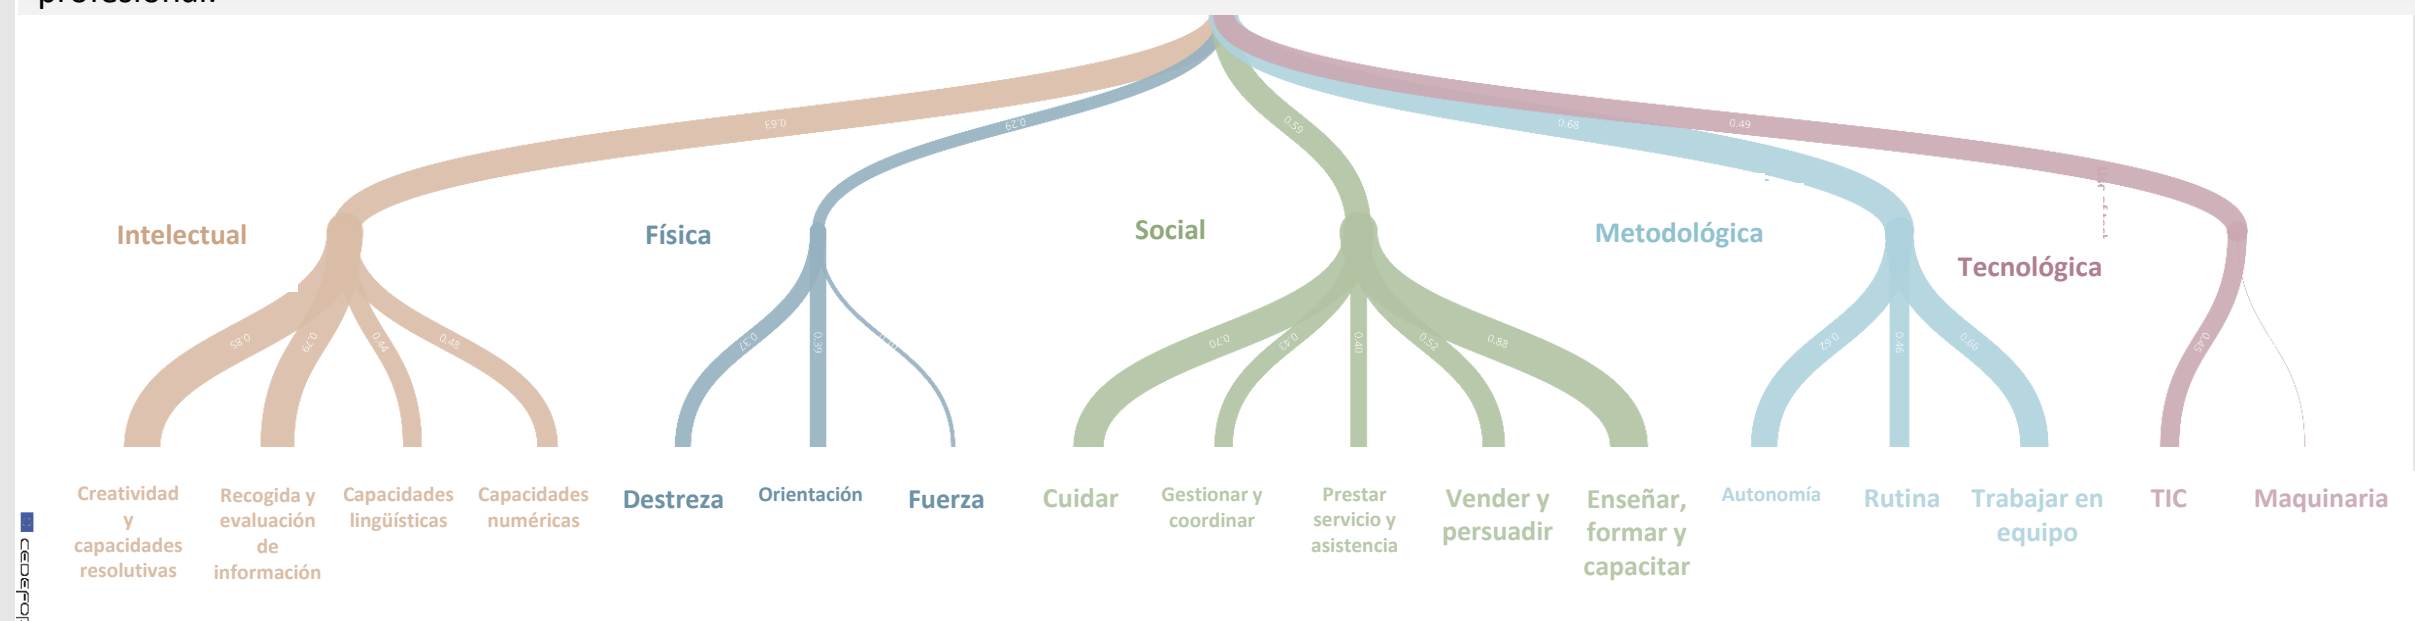 profesional.
0.63
0.29
0.59
0.68
0.49
Intelectual
Física
Social
Metodológica
Tecnológica
0.85
0.79
0.44
0.48
0.37
0.39
0.70
0.43
0.40
0.52
0.88
0.62
0.46
0.66
0.45
Creatividad
y
capacidades
resolutivas
Recogida y
evaluación
de
información
Capacidades
lingüísticas
Capacidades
numéricas
Destreza
Orientación
Fuerza
Cuidar
Gestionar y
coordinar
Prestar
servicio y
asistencia
Vender y
persuadir
Enseñar,
formar y
capacitar
Autonomía
Rutina
Trabajar en
equipo
TIC
Maquinaria